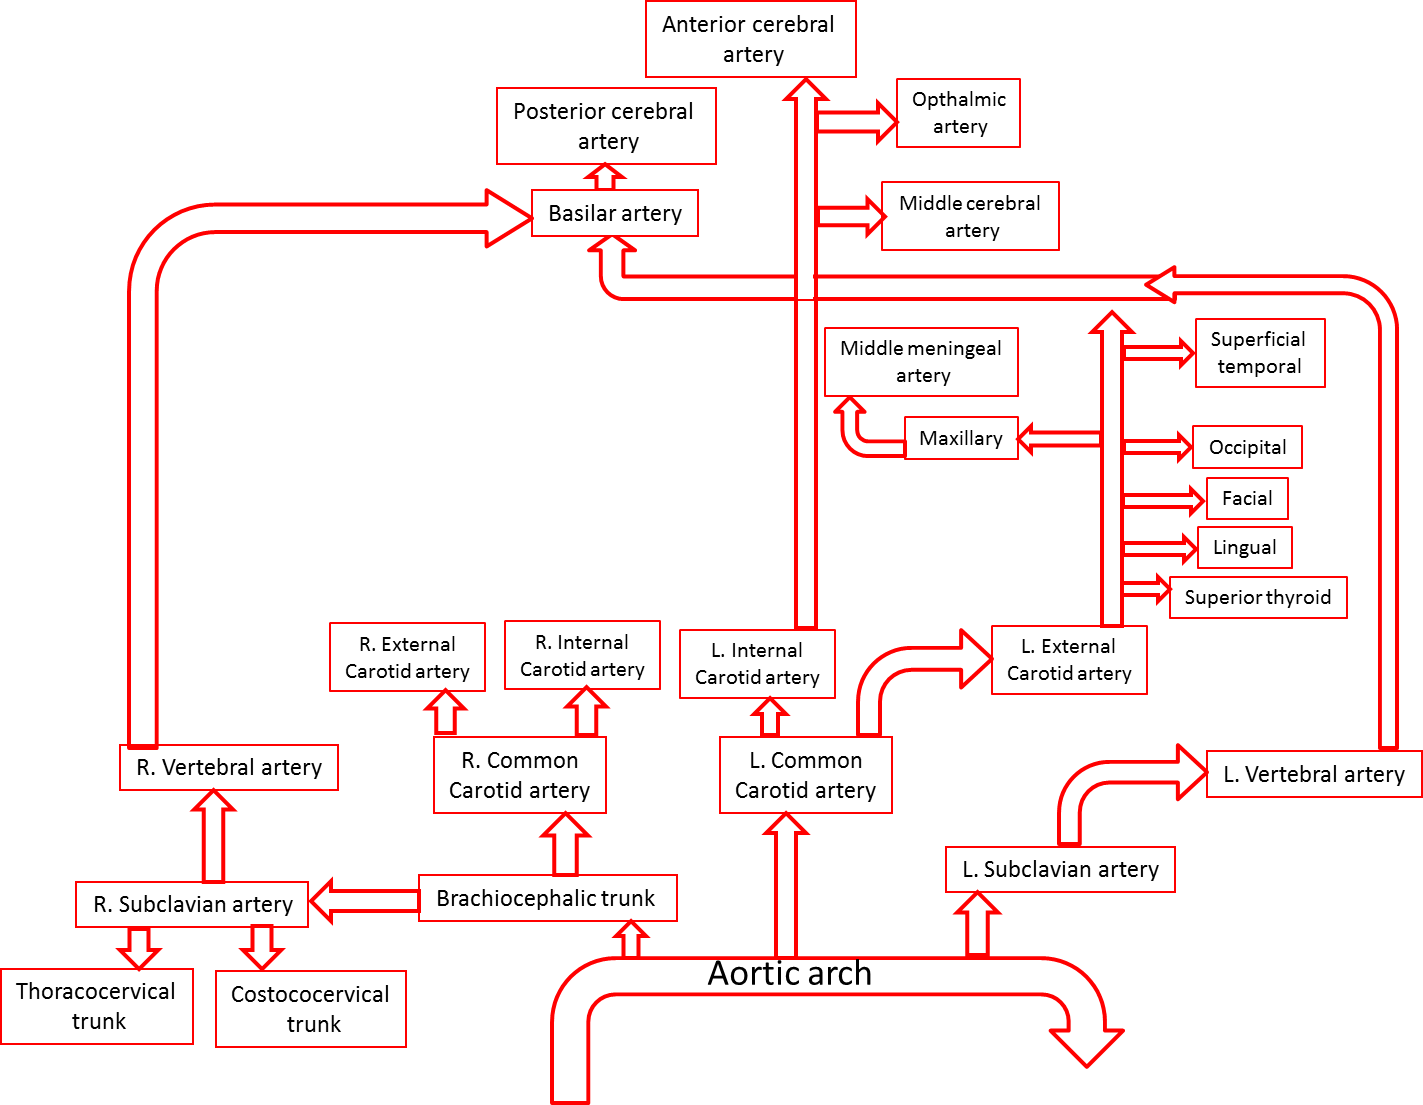 Anterior cerebral
artery
Opthalmic
artery
Posterior cerebral
artery
Basilar artery
Middle cerebral
artery
Middle meningeal
artery
Superficial
temporal
Maxillary
Occipital
Facial
Lingual
Superior thyroid
R. External
Carotid artery
R. Internal
Carotid artery
L. Internal
Carotid artery
L. External
Carotid artery
R. Vertebral artery
R. Common
Carotid artery
L. Common
Carotid artery
L. Vertebral artery
L. Subclavian artery
R. Subclavian artery
Brachiocephalic trunk
Aortic arch
Thoracocervical
trunk
Costococervical
trunk